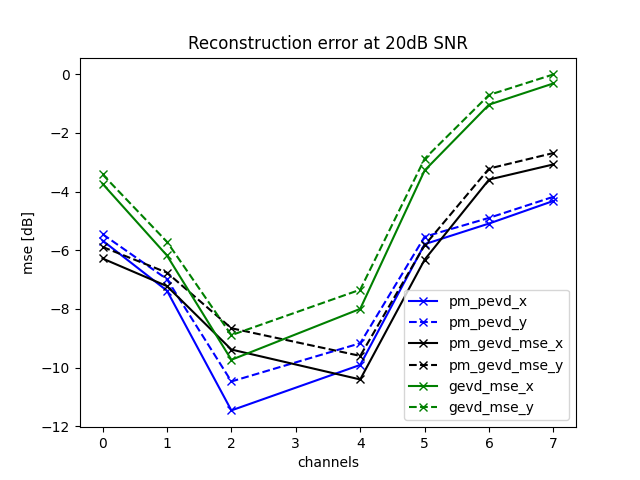 Reconstruction error at 20dB SNR
0
−2
−4
−6
−8
−10
−12
mse [dB]
0 1 2 3 4 5 6 7
channels
pm_pevd_x
pm_pevd_y
pm_gevd_mse_x
pm_gevd_mse_y
gevd_mse_x
gevd_mse_y